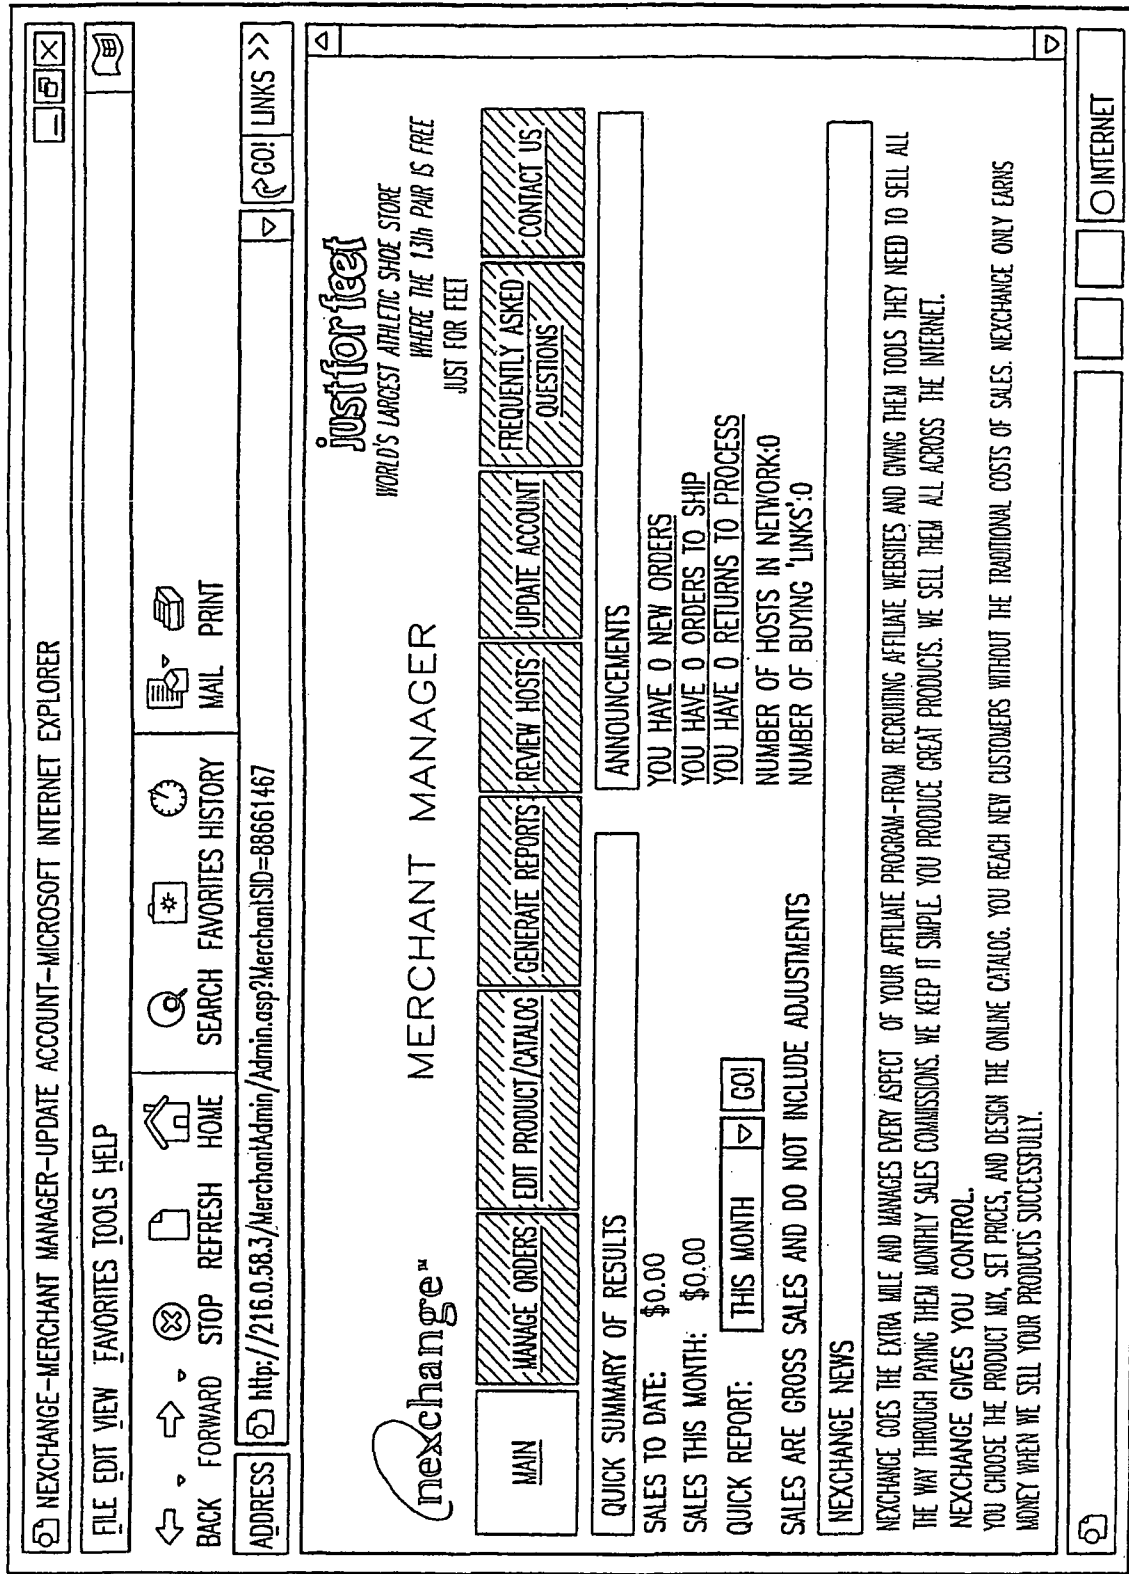 NEXCHANGE-MERCHANT MANAGER-UPDATE ACCOUNT-MICROSOFT INTERNET EXPLORER
FILE EDIT VIEW FAVORITES TOOLS HELP
BACK FORWARD STOP REFRESH HOME SEARCH FAVORITES HISTORY MAIL PRINT
ADDRESS http://216.0.58.3/MerchantAdmin/Admin.asp?MerchantSID=88661467 GO! LINKS >>
nexchange™
MERCHANT MANAGER
just for feet
WORLD'S LARGEST ATHLETIC SHOE STORE
WHERE THE 13th PAIR IS FREE
JUST FOR FEET
MAIN MANAGE ORDERS EDIT PRODUCT/CATALOG GENERATE REPORTS REVIEW HOSTS UPDATE ACCOUNT FREQUENTLY ASKED QUESTIONS CONTACT US
QUICK SUMMARY OF RESULTS
SALES TO DATE: $0.00
SALES THIS MONTH: $0.00
QUICK REPORT: THIS MONTH GO!
SALES ARE GROSS SALES AND DO NOT INCLUDE ADJUSTMENTS
ANNOUNCEMENTS
YOU HAVE 0 NEW ORDERS
YOU HAVE 0 ORDERS TO SHIP
YOU HAVE 0 RETURNS TO PROCESS
NUMBER OF HOSTS IN NETWORK:0
NUMBER OF BUYING 'LINKS':0
NEXCHANGE NEWS
NEXCHANGE GOES THE EXTRA MILE AND MANAGES EVERY ASPECT OF YOUR AFFILIATE PROGRAM-FROM RECRUITING AFFILIATE WEBSITES AND GIVING THEM TOOLS THEY NEED TO SELL ALL
THE WAY THROUGH PAYING THEM MONTHLY SALES COMMISSIONS. WE KEEP IT SIMPLE. YOU PRODUCE GREAT PRODUCTS. WE SELL THEM ALL ACROSS THE INTERNET.
NEXCHANGE GIVES YOU CONTROL.
YOU CHOOSE THE PRODUCT MIX, SET PRICES, AND DESIGN THE ONLINE CATALOG. YOU REACH NEW CUSTOMERS WITHOUT THE TRADITIONAL COSTS OF SALES. NEXCHANGE ONLY EARNS
MONEY WHEN WE SELL YOUR PRODUCTS SUCCESSFULLY.
INTERNET